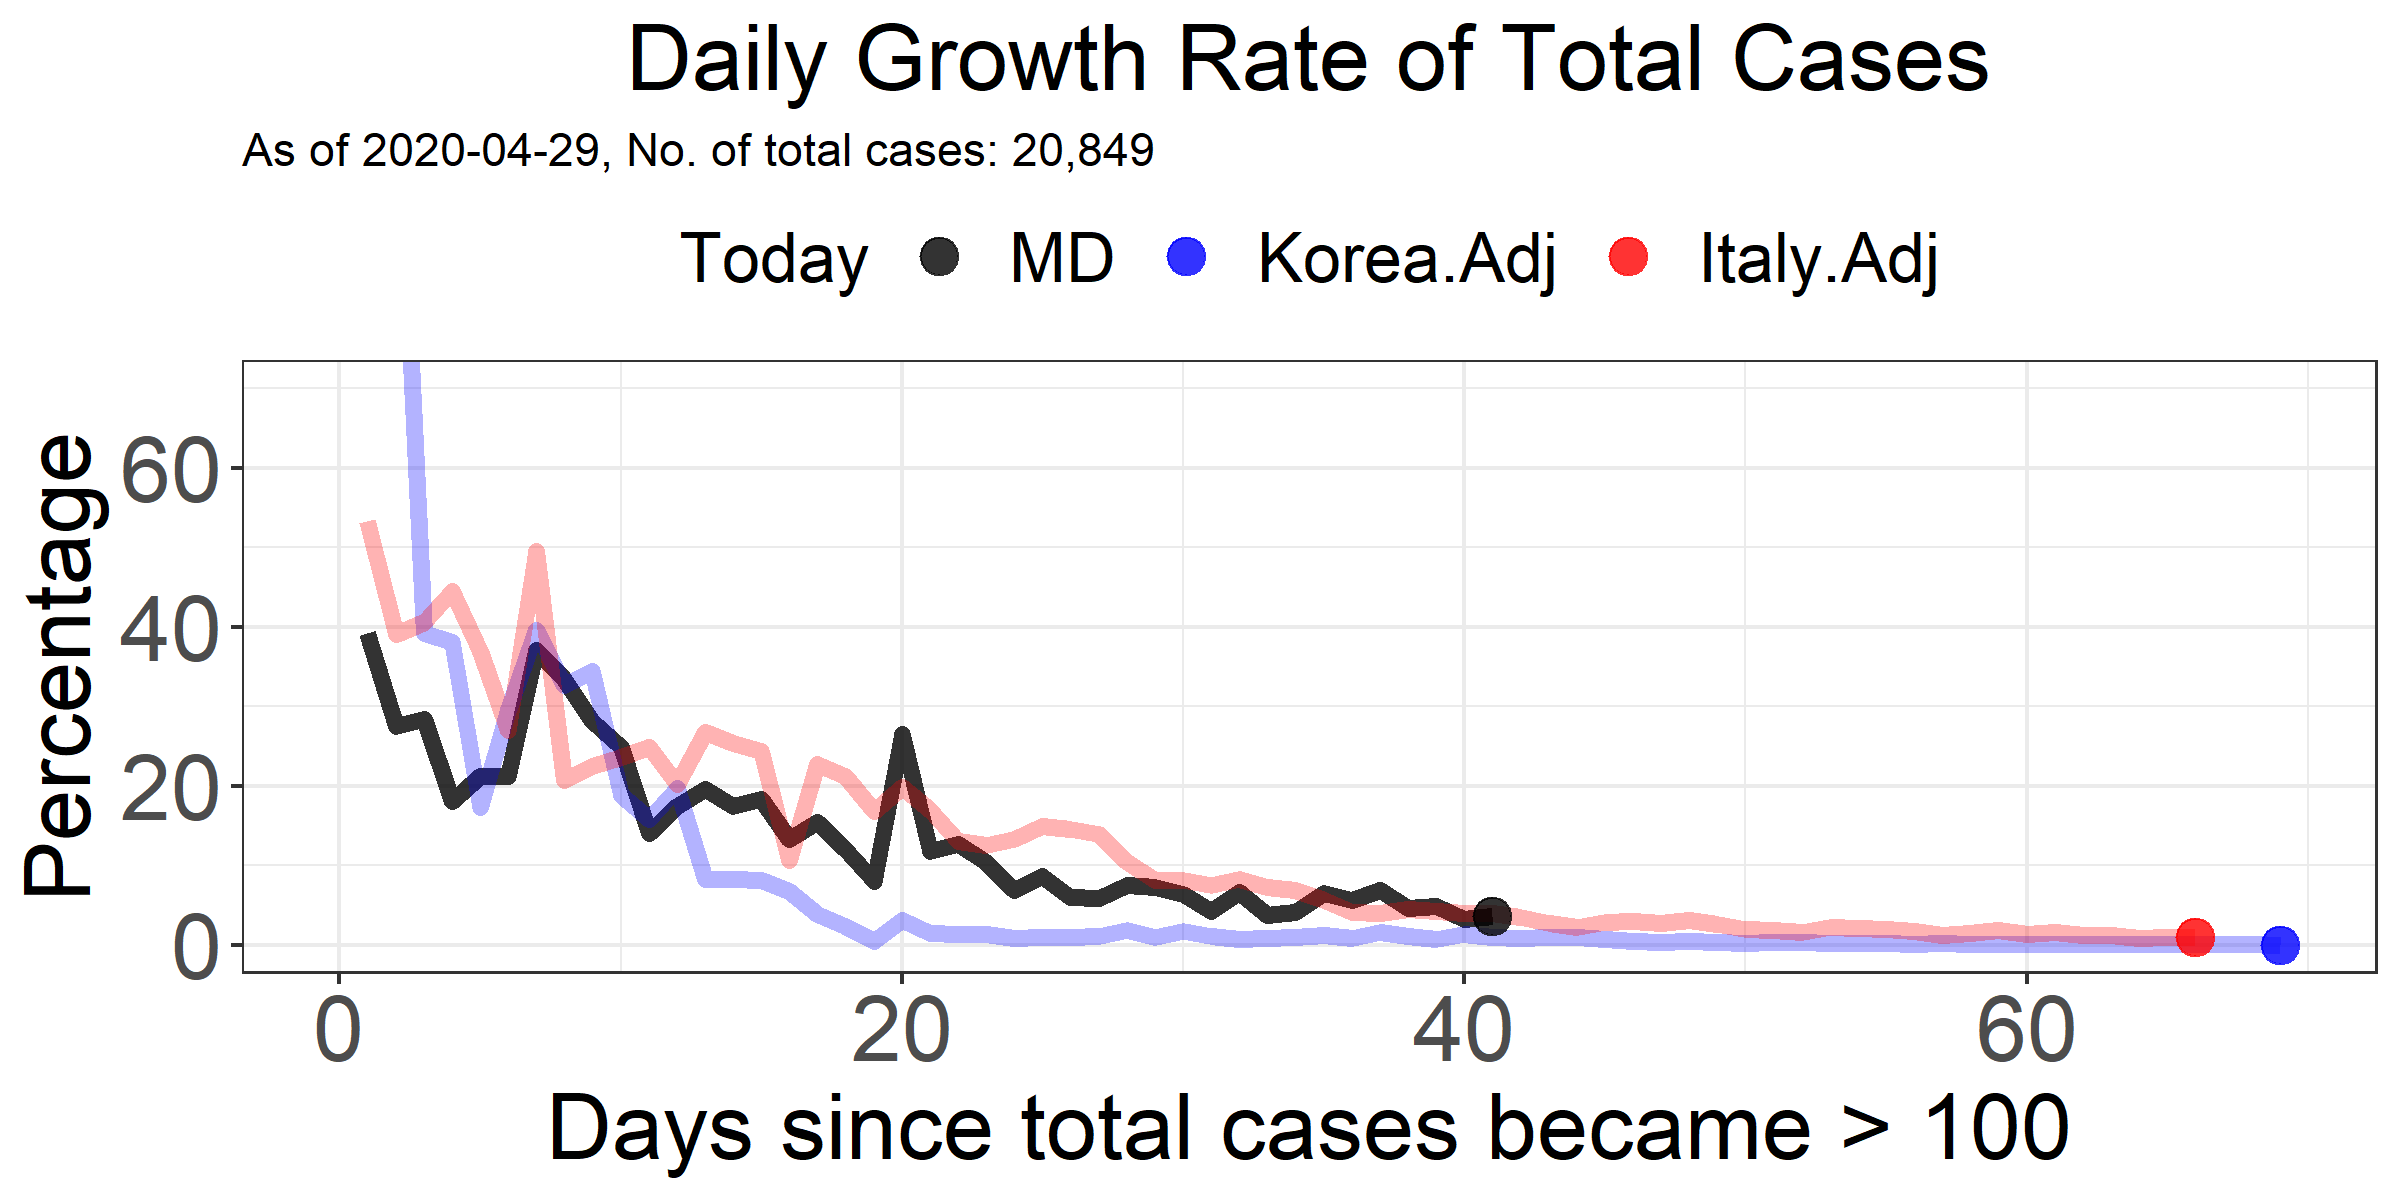 Daily Growth Rate of Total Cases
As of 2020-04-29, No. of total cases: 20,849
Today MD Korea.Adj Italy.Adj
Percentage
60
40
20
0
0 20 40 60
Days since total cases became > 100